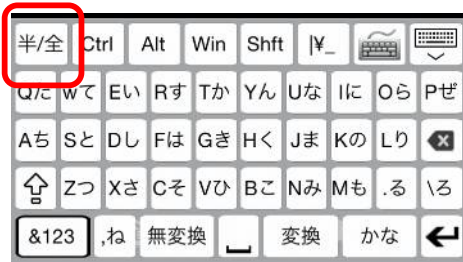 半/全 Ctrl Alt Win Shft |¥_
Qた Wて Eい Rす Tか Yん Uな Iに Oら Pぜ
Aち Sと Dし Fは Gき Hく Jま Kの Lり
Zつ Xさ Cそ Vひ Bこ Nみ Mも .る \ろ
&123 ,ね 無変換 変換 かな